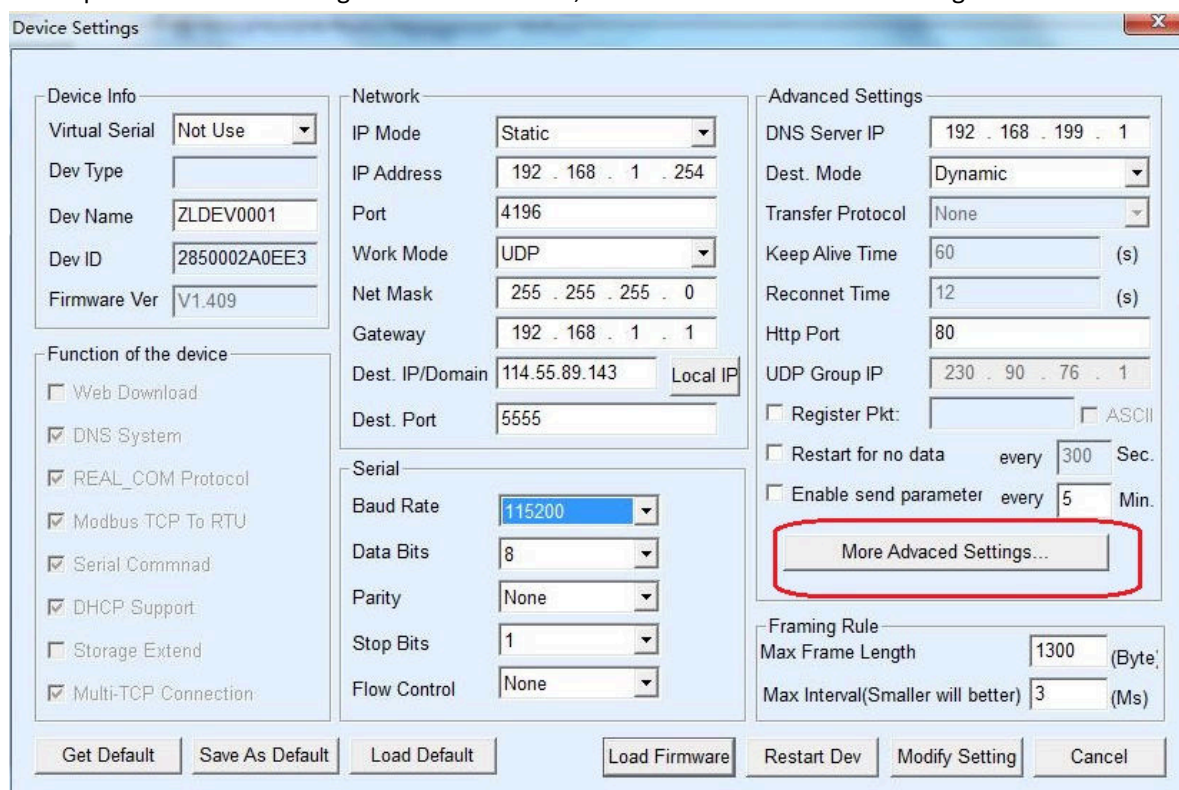 Device Settings
Device Info
Virtual Serial Not Use
Dev Type
Dev Name ZLDEV0001
Dev ID 2850002A0EE3
Firmware Ver V1.409
Function of the device
Web Download
DNS System
REAL_COM Protocol
Modbus TCP To RTU
Serial Commnad
DHCP Support
Storage Extend
Multi-TCP Connection
Network
IP Mode Static
IP Address 192 . 168 . 1 . 254
Port 4196
Work Mode UDP
Net Mask 255 . 255 . 255 . 0
Gateway 192 . 168 . 1 . 1
Dest. IP/Domain 114.55.89.143 Local IP
Dest. Port 5555
Serial
Baud Rate 115200
Data Bits 8
Parity None
Stop Bits 1
Flow Control None
Advanced Settings
DNS Server IP 192 . 168 . 199 . 1
Dest. Mode Dynamic
Transfer Protocol None
Keep Alive Time 60 (s)
Reconnet Time 12 (s)
Http Port 80
UDP Group IP 230 . 90 . 76 . 1
Register Pkt: ASCII
Restart for no data every 300 Sec.
Enable send parameter every 5 Min.
More Advaced Settings...
Framing Rule
Max Frame Length 1300 (Byte)
Max Interval(Smaller will better) 3 (Ms)
Get Default Save As Default Load Default Load Firmware Restart Dev Modify Setting Cancel